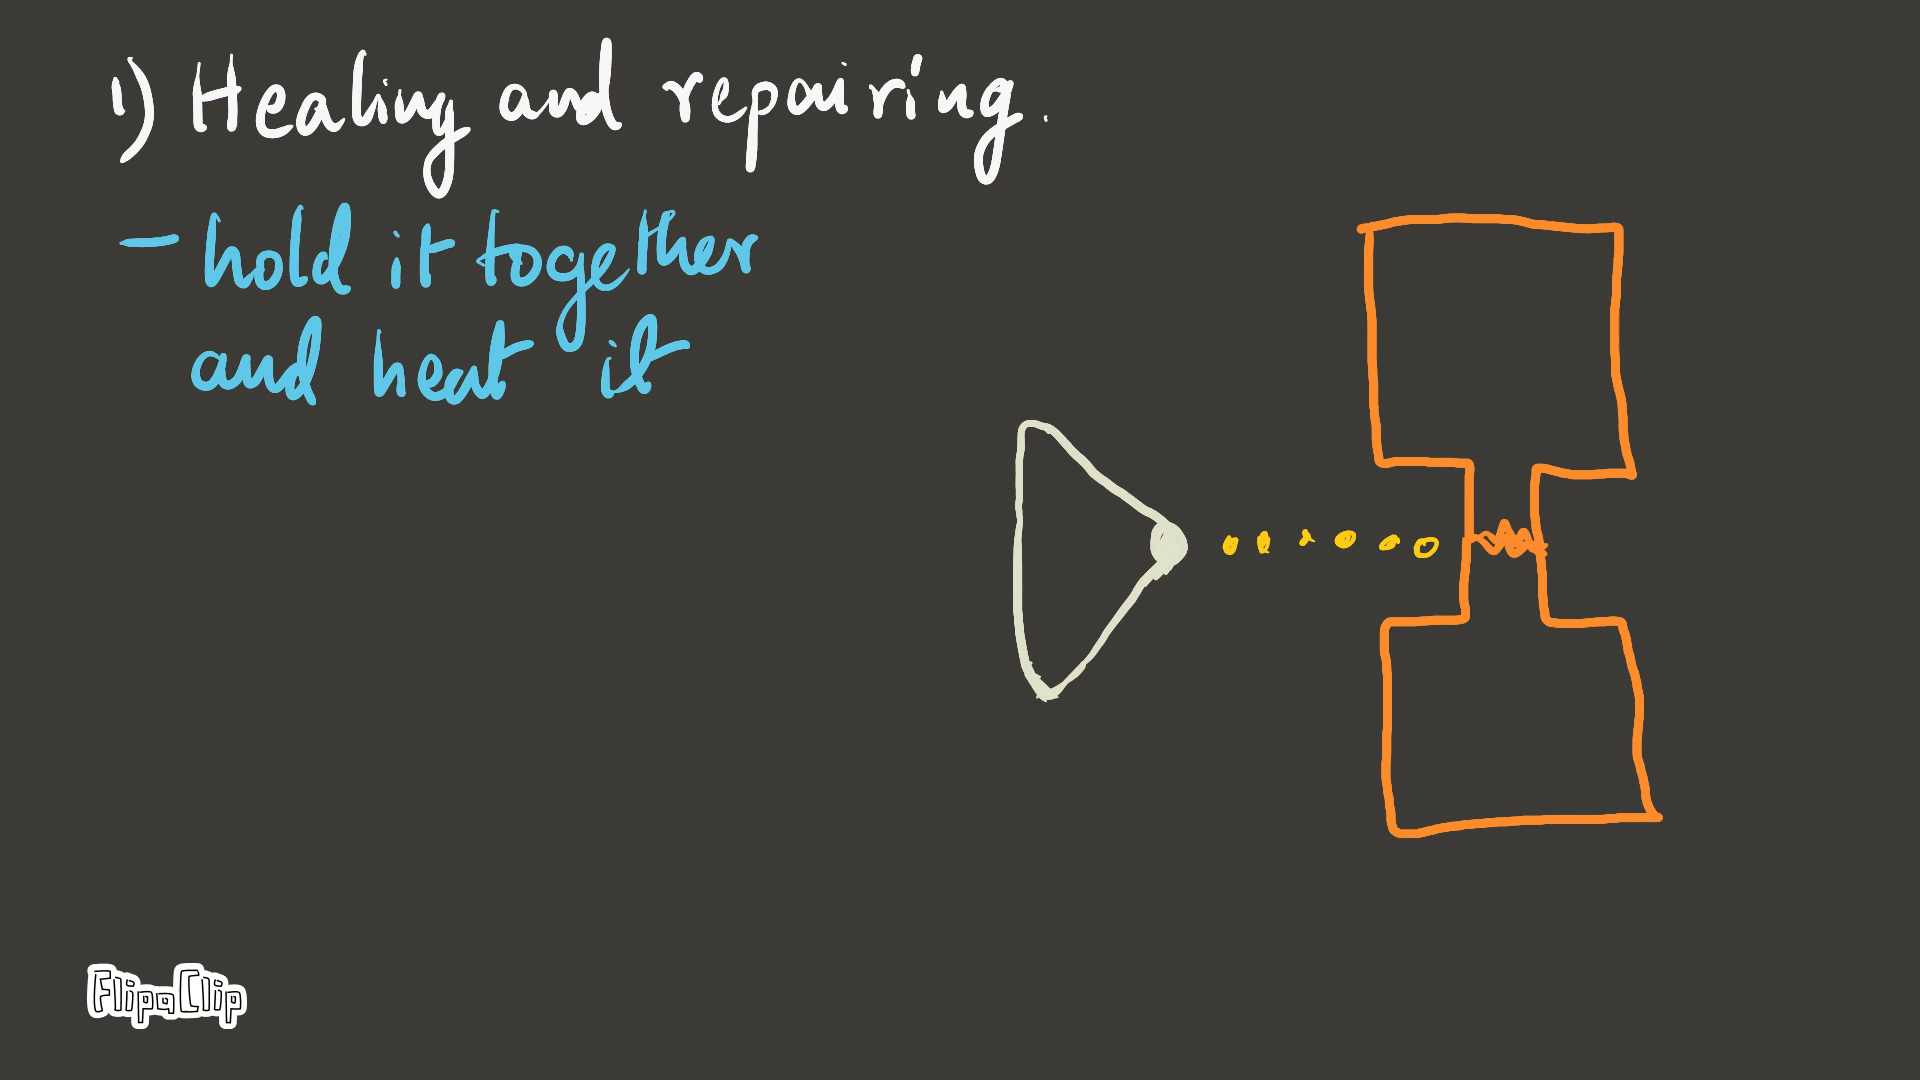 1) Healing and repairing.
- hold it together
and heat it
FlipaClip